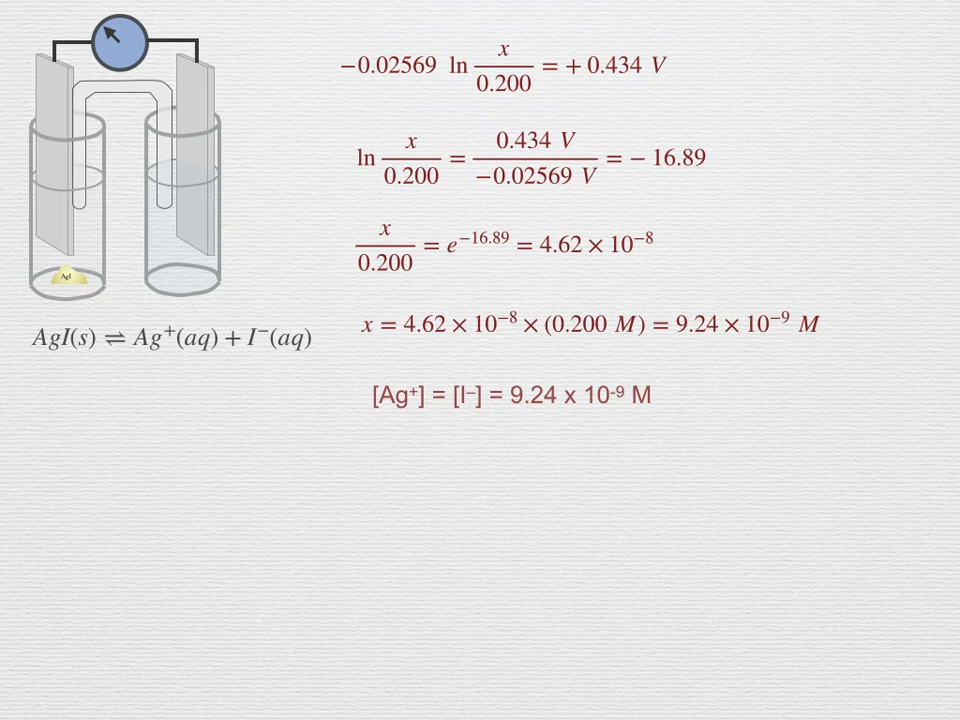 −0.02569 ln x/0.200 = + 0.434 V
ln x/0.200 = 0.434 V/−0.02569 V = − 16.89
x/0.200 = e^−16.89 = 4.62 × 10^−8
AgI
AgI(s) ⇌ Ag⁺(aq) + I⁻(aq)
x = 4.62 × 10^−8 × (0.200 M) = 9.24 × 10^−9 M
[Ag⁺] = [I⁻] = 9.24 x 10^-9 M